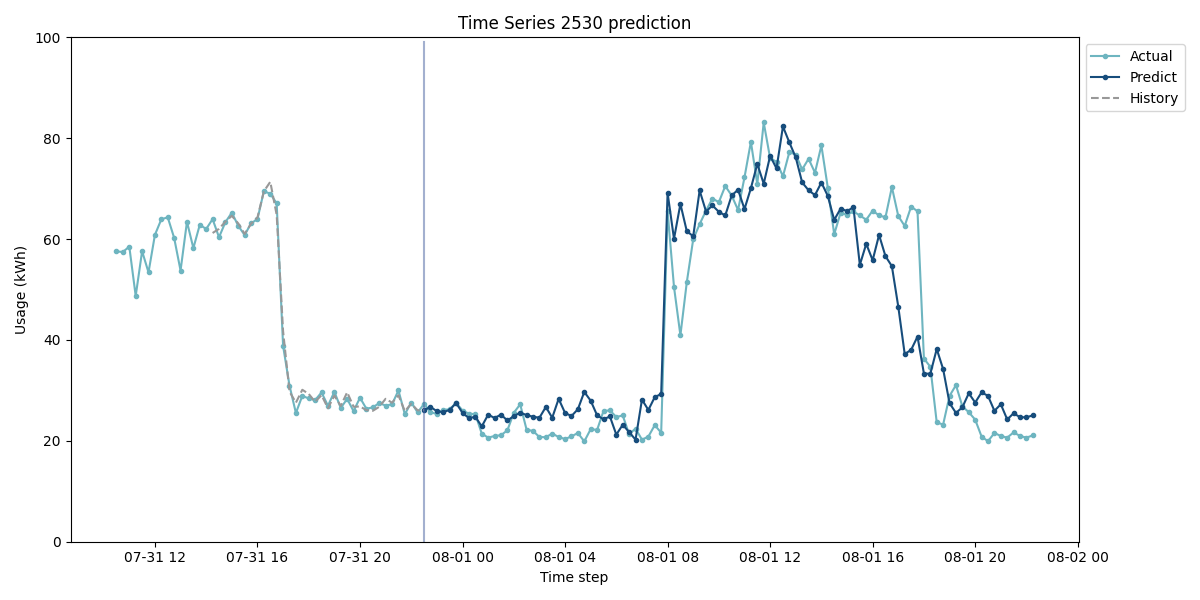 Time Series 2530 prediction
100
80
60
40
20
0
Usage (kWh)
07-31 12
07-31 16
07-31 20
08-01 00
08-01 04
08-01 08
08-01 12
08-01 16
08-01 20
08-02 00
Time step
Actual
Predict
History